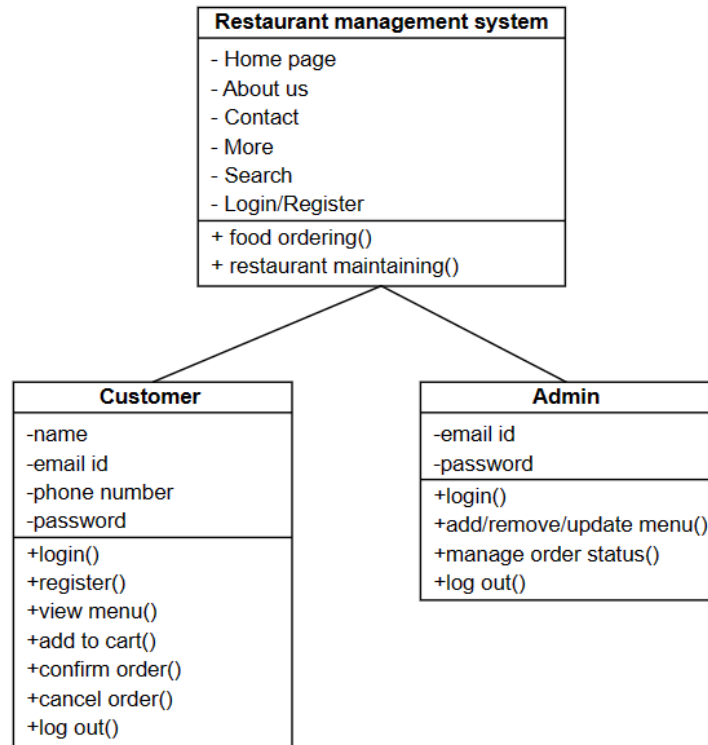 Restaurant management system
- Home page
- About us
- Contact
- More
- Search
- Login/Register
+ food ordering()
+ restaurant maintaining()
Customer
-name
-email id
-phone number
-password
+login()
+register()
+view menu()
+add to cart()
+confirm order()
+cancel order()
+log out()
Admin
-email id
-password
+login()
+add/remove/update menu()
+manage order status()
+log out()